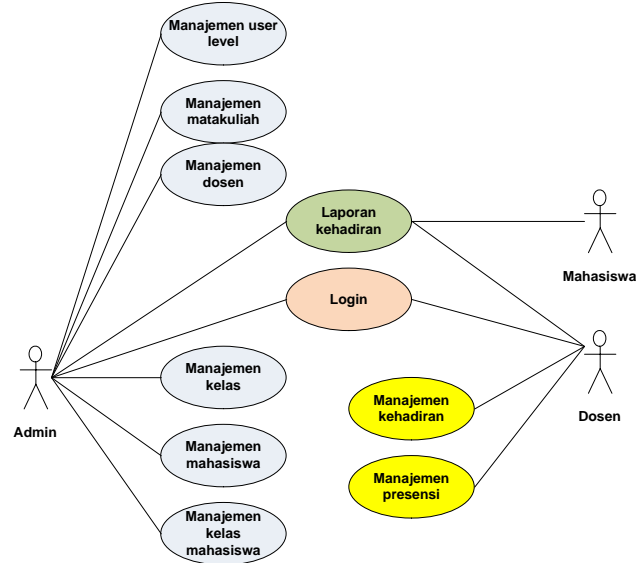 Manajemen user
level
Manajemen
matakuliah
Manajemen
dosen
Laporan
kehadiran
Mahasiswa
Login
Manajemen
kelas
Admin
Manajemen
kehadiran
Dosen
Manajemen
mahasiswa
Manajemen
presensi
Manajemen
kelas
mahasiswa